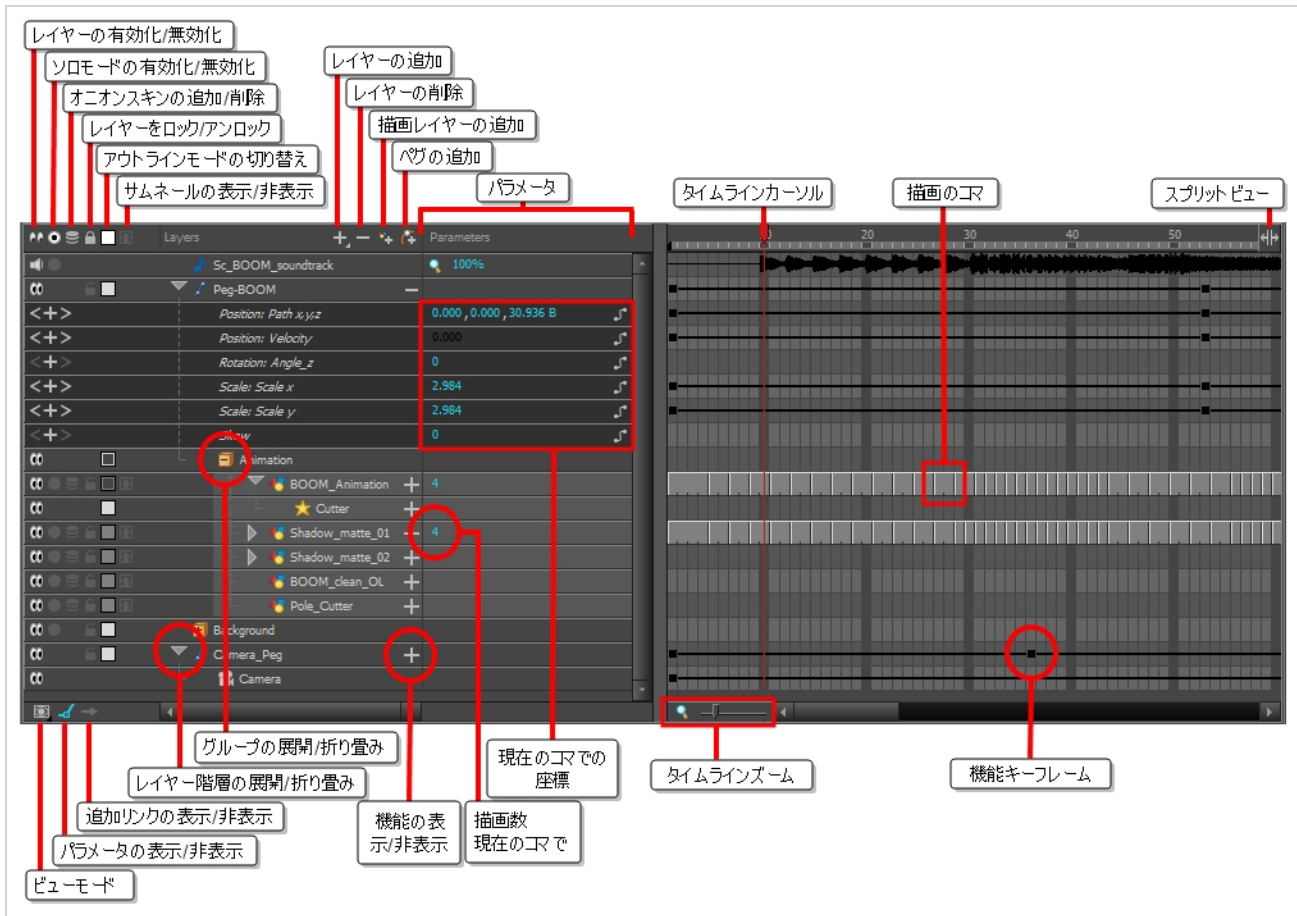 レイヤーの有効化/無効化
ソロモードの有効化/無効化
オニオンスキンの追加/削除
レイヤーをロック/アンロック
アウトラインモードの切り替え
サムネールの表示/非表示
レイヤーの追加
レイヤーの削除
描画レイヤーの追加
ペグの追加
パラメータ
タイムラインカーソル
描画のコマ
スプリットビュー
Layers
Parameters
20
30
40
50
Sc_BOOM_soundtrack
100%
Peg-BOOM
Position: Path x,y,z
0.000 , 0.000 , 30.936 B
Position: Velocity
0.000
Rotation: Angle_z
0
Scale: Scale x
2.984
Scale: Scale y
2.984
Skew
0
Animation
BOOM_Animation
4
Cutter
Shadow_matte_01
4
Shadow_matte_02
BOOM_clean_OL
Pole_Cutter
Background
Camera_Peg
Camera
グループの展開/折り畳み
レイヤー階層の展開/折り畳み
追加リンクの表示/非表示
パラメータの表示/非表示
ビューモード
機能の表
示/非表示
現在のコマでの
座標
描画数
現在のコマで
タイムラインズーム
機能キーフレーム